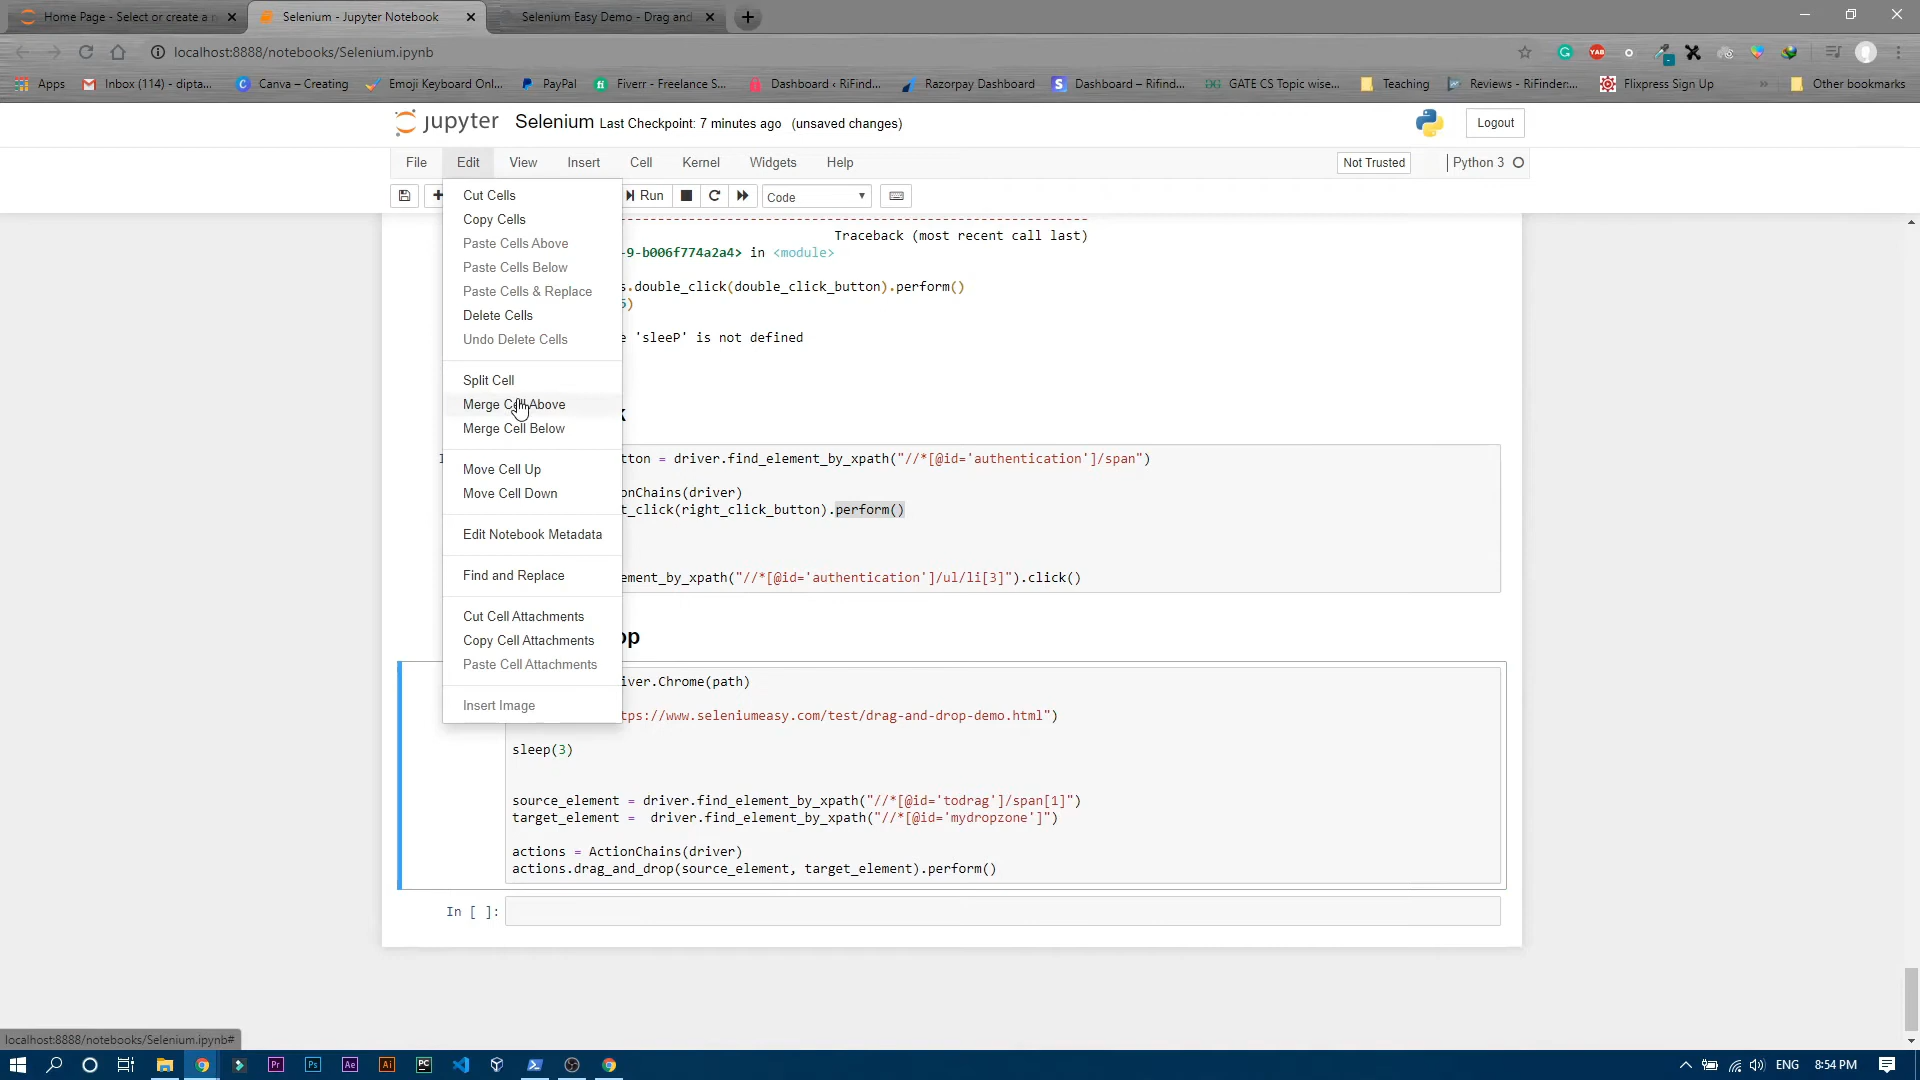 Home Page - Select or create a n
Selenium - Jupyter Notebook
Selenium Easy Demo - Drag and
localhost:8888/notebooks/Selenium.ipynb
Apps
Inbox (114) - dipta...
Canva – Creating
Emoji Keyboard Onl...
PayPal
Fiverr - Freelance S...
Dashboard ‹ RiFind...
Razorpay Dashboard
Dashboard – Rifind...
GATE CS Topic wise...
Teaching
Reviews - RiFinder:...
Flixpress Sign Up
Other bookmarks
jupyter Selenium Last Checkpoint: 7 minutes ago (unsaved changes)
Logout
File Edit View Insert Cell Kernel Widgets Help
Not Trusted
Python 3
Run
Code
Cut Cells
Copy Cells
Paste Cells Above
Paste Cells Below
Paste Cells & Replace
Delete Cells
Undo Delete Cells
Split Cell
Merge Cell Above
Merge Cell Below
Move Cell Up
Move Cell Down
Edit Notebook Metadata
Find and Replace
Cut Cell Attachments
Copy Cell Attachments
Paste Cell Attachments
Insert Image
Traceback (most recent call last)
-9-b006f774a2a4> in <module>
s.double_click(double_click_button).perform()
)
e 'sleeP' is not defined
k
tton = driver.find_element_by_xpath("//*[@id='authentication']/span")
onChains(driver)
t_click(right_click_button).perform()
ement_by_xpath("//*[@id='authentication']/ul/li[3]").click()
op
iver.Chrome(path)
tps://www.seleniumeasy.com/test/drag-and-drop-demo.html")
sleep(3)
source_element = driver.find_element_by_xpath("//*[@id='todrag']/span[1]")
target_element =  driver.find_element_by_xpath("//*[@id='mydropzone']")
actions = ActionChains(driver)
actions.drag_and_drop(source_element, target_element).perform()
In [ ]:
localhost:8888/notebooks/Selenium.ipynb#
ENG
8:54 PM